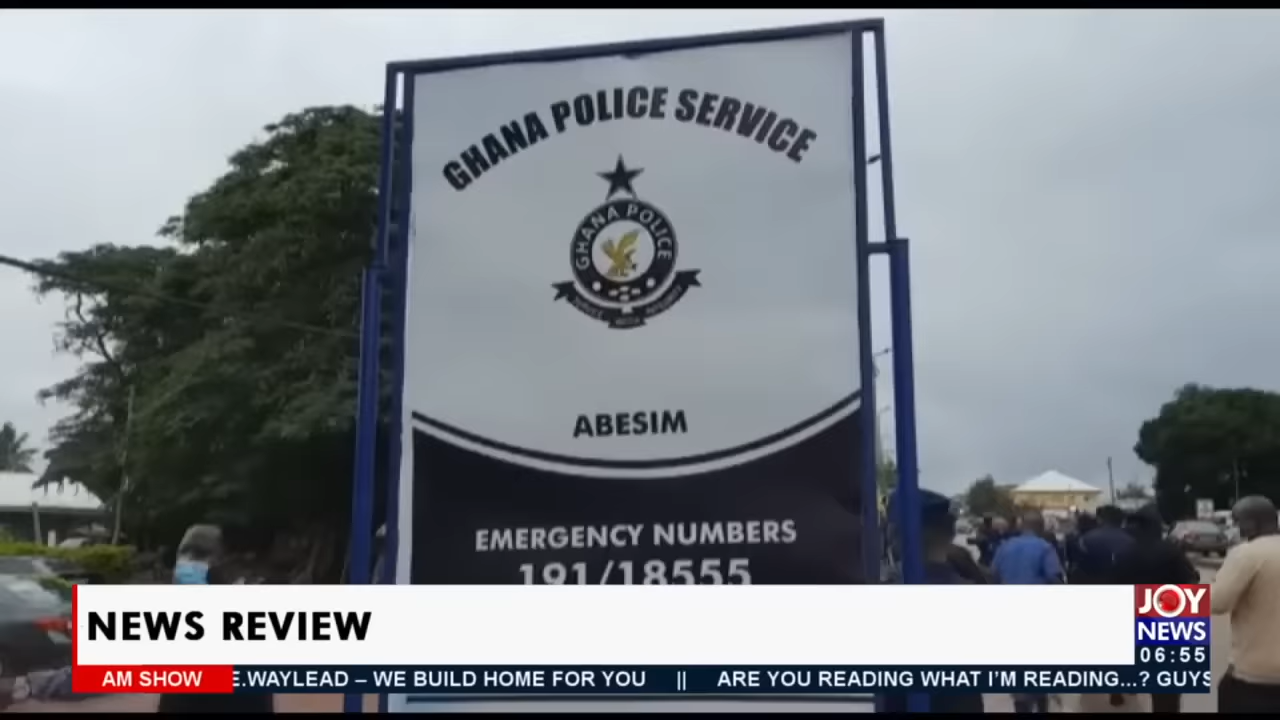 GHANA POLICE SERVICE
GHANA POLICE
ABESIM
EMERGENCY NUMBERS
191/18555
NEWS REVIEW
JOY
NEWS
06:55
AM SHOW
E.WAYLEAD – WE BUILD HOME FOR YOU || ARE YOU READING WHAT I'M READING...? GUYS